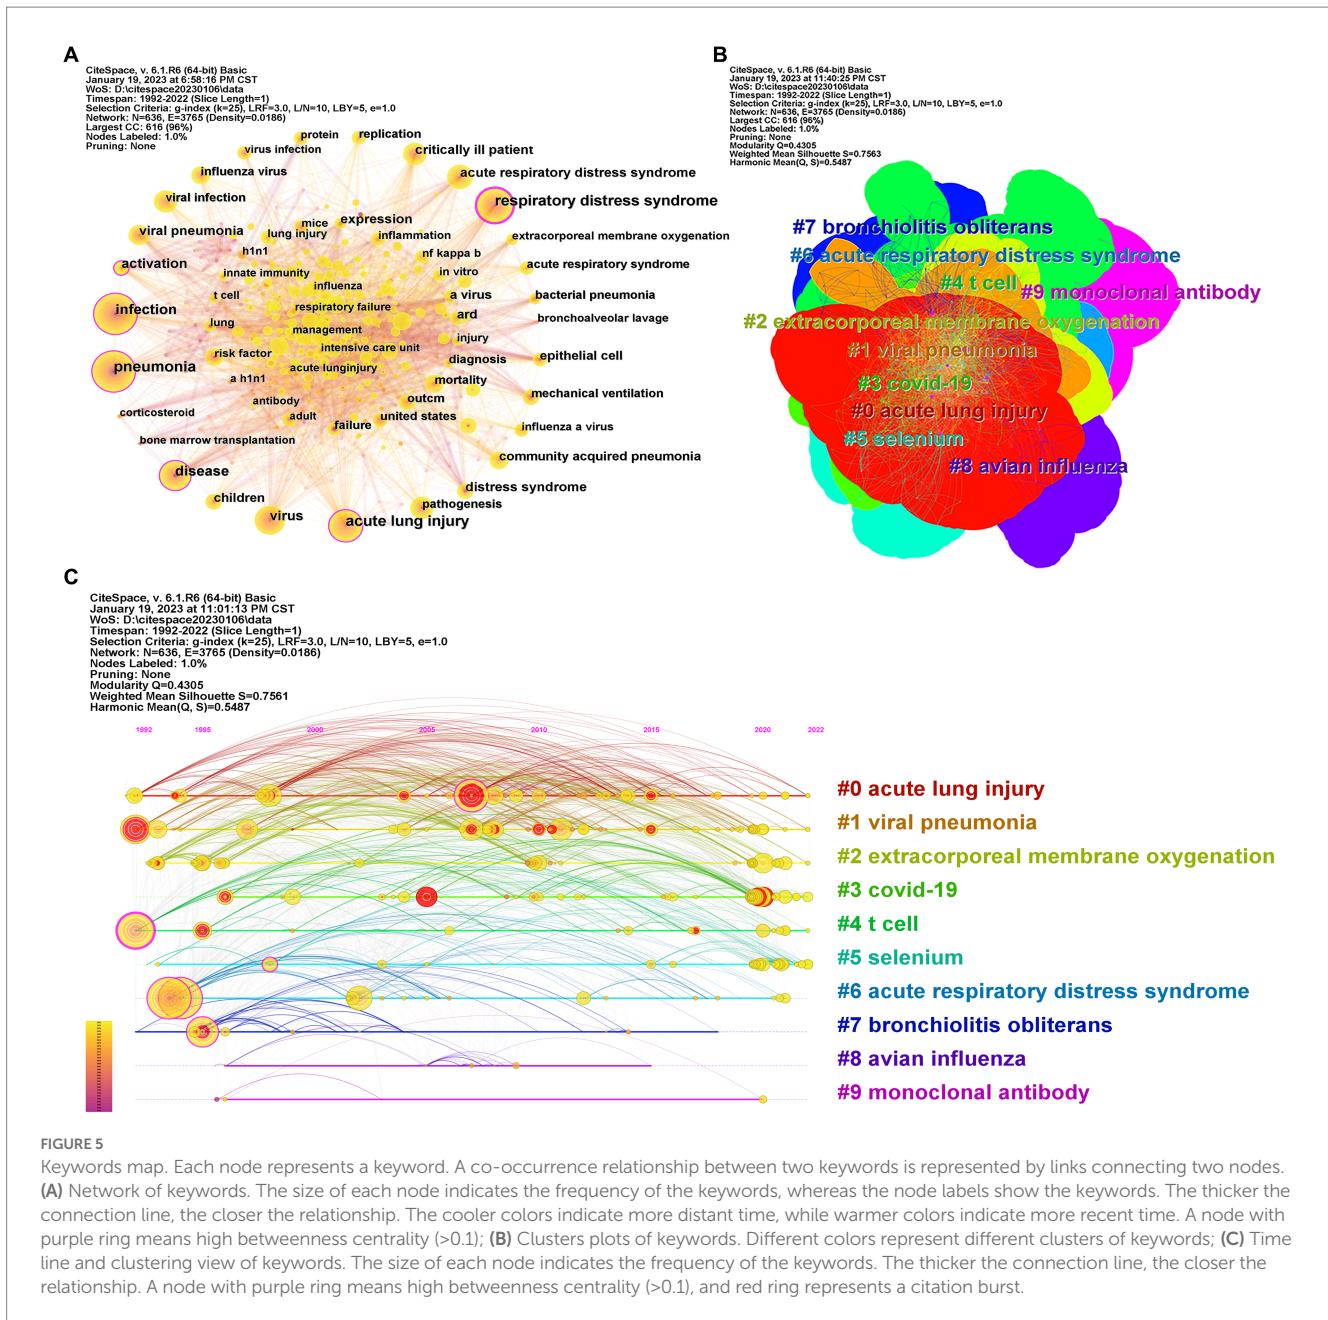 A
CiteSpace, v. 6.1.R6 (64-bit) Basic
January 19, 2023 at 6:58:16 PM CST
WoS: D:\citespace20230106\data
Timespan: 1992-2022 (Slice Length=1)
Selection Criteria: g-index (k=25), LRF=3.0, L/N=10, LBY=5, e=1.0
Network: N=636, E=3765 (Density=0.0186)
Largest CC: 616 (96%)
Nodes Labeled: 1.0%
Pruning: None
protein
replication
virus infection
critically ill patient
influenza virus
acute respiratory distress syndrome
viral infection
respiratory distress syndrome
mice
expression
viral pneumonia
lung injury
inflammation
extracorporeal membrane oxygenation
h1n1
nf kappa b
activation
innate immunity
in vitro
acute respiratory syndrome
influenza
t cell
a virus
bacterial pneumonia
infection
respiratory failure
ard
bronchoalveolar lavage
lung
management
injury
risk factor
intensive care unit
diagnosis
epithelial cell
pneumonia
acute lunginjury
a h1n1
mortality
mechanical ventilation
antibody
outcm
corticosteroid
adult
united states
failure
influenza a virus
bone marrow transplantation
community acquired pneumonia
disease
distress syndrome
children
pathogenesis
virus
acute lung injury
B
CiteSpace, v. 6.1.R6 (64-bit) Basic
January 19, 2023 at 11:40:25 PM CST
WoS: D:\citespace20230106\data
Timespan: 1992-2022 (Slice Length=1)
Selection Criteria: g-index (k=25), LRF=3.0, L/N=10, LBY=5, e=1.0
Network: N=636, E=3765 (Density=0.0186)
Largest CC: 616 (96%)
Nodes Labeled: 1.0%
Pruning: None
Modularity Q=0.4305
Weighted Mean Silhouette S=0.7563
Harmonic Mean(Q, S)=0.5487
#7 bronchiolitis obliterans
#6 acute respiratory distress syndrome
#4 t cell
#9 monoclonal antibody
#2 extracorporeal membrane oxygenation
#1 viral pneumonia
#3 covid-19
#0 acute lung injury
#5 selenium
#8 avian influenza
C
CiteSpace, v. 6.1.R6 (64-bit) Basic
January 19, 2023 at 11:01:13 PM CST
WoS: D:\citespace20230106\data
Timespan: 1992-2022 (Slice Length=1)
Selection Criteria: g-index (k=25), LRF=3.0, L/N=10, LBY=5, e=1.0
Network: N=636, E=3765 (Density=0.0186)
Nodes Labeled: 1.0%
Pruning: None
Modularity Q=0.4305
Weighted Mean Silhouette S=0.7561
Harmonic Mean(Q, S)=0.5487
1992 1995 2000 2005 2010 2015 2020 2022
#0 acute lung injury
#1 viral pneumonia
#2 extracorporeal membrane oxygenation
#3 covid-19
#4 t cell
#5 selenium
#6 acute respiratory distress syndrome
#7 bronchiolitis obliterans
#8 avian influenza
#9 monoclonal antibody
FIGURE 5
Keywords map. Each node represents a keyword. A co-occurrence relationship between two keywords is represented by links connecting two nodes.
(A) Network of keywords. The size of each node indicates the frequency of the keywords, whereas the node labels show the keywords. The thicker the
connection line, the closer the relationship. The cooler colors indicate more distant time, while warmer colors indicate more recent time. A node with
purple ring means high betweenness centrality (>0.1); (B) Clusters plots of keywords. Different colors represent different clusters of keywords; (C) Time
line and clustering view of keywords. The size of each node indicates the frequency of the keywords. The thicker the connection line, the closer the
relationship. A node with purple ring means high betweenness centrality (>0.1), and red ring represents a citation burst.